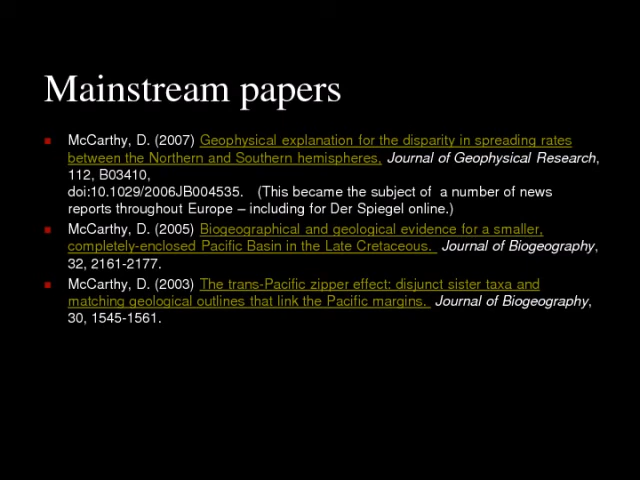 Mainstream papers
McCarthy, D. (2007) Geophysical explanation for the disparity in spreading rates
between the Northern and Southern hemispheres, Journal of Geophysical Research,
112, B03410,
doi:10.1029/2006JB004535. (This became the subject of a number of news
reports throughout Europe – including for Der Spiegel online.)
McCarthy, D. (2005) Biogeographical and geological evidence for a smaller,
completely-enclosed Pacific Basin in the Late Cretaceous. Journal of Biogeography,
32, 2161-2177.
McCarthy, D. (2003) The trans-Pacific zipper effect: disjunct sister taxa and
matching geological outlines that link the Pacific margins. Journal of Biogeography,
30, 1545-1561.